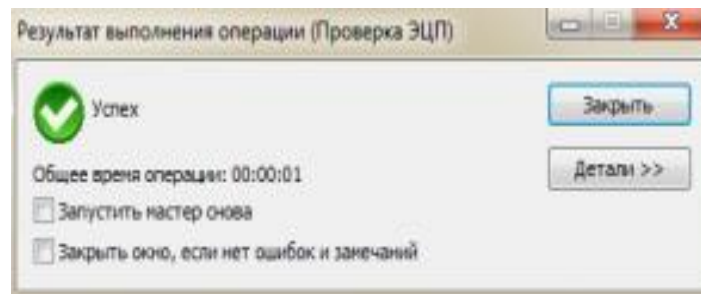 Результат выполнения операции (Проверка ЭЦП)
Успех
Закрыть
Общее время операции: 00:00:01
Детали >>
Запустить мастер снова
Закрыть окно, если нет ошибок и замечаний